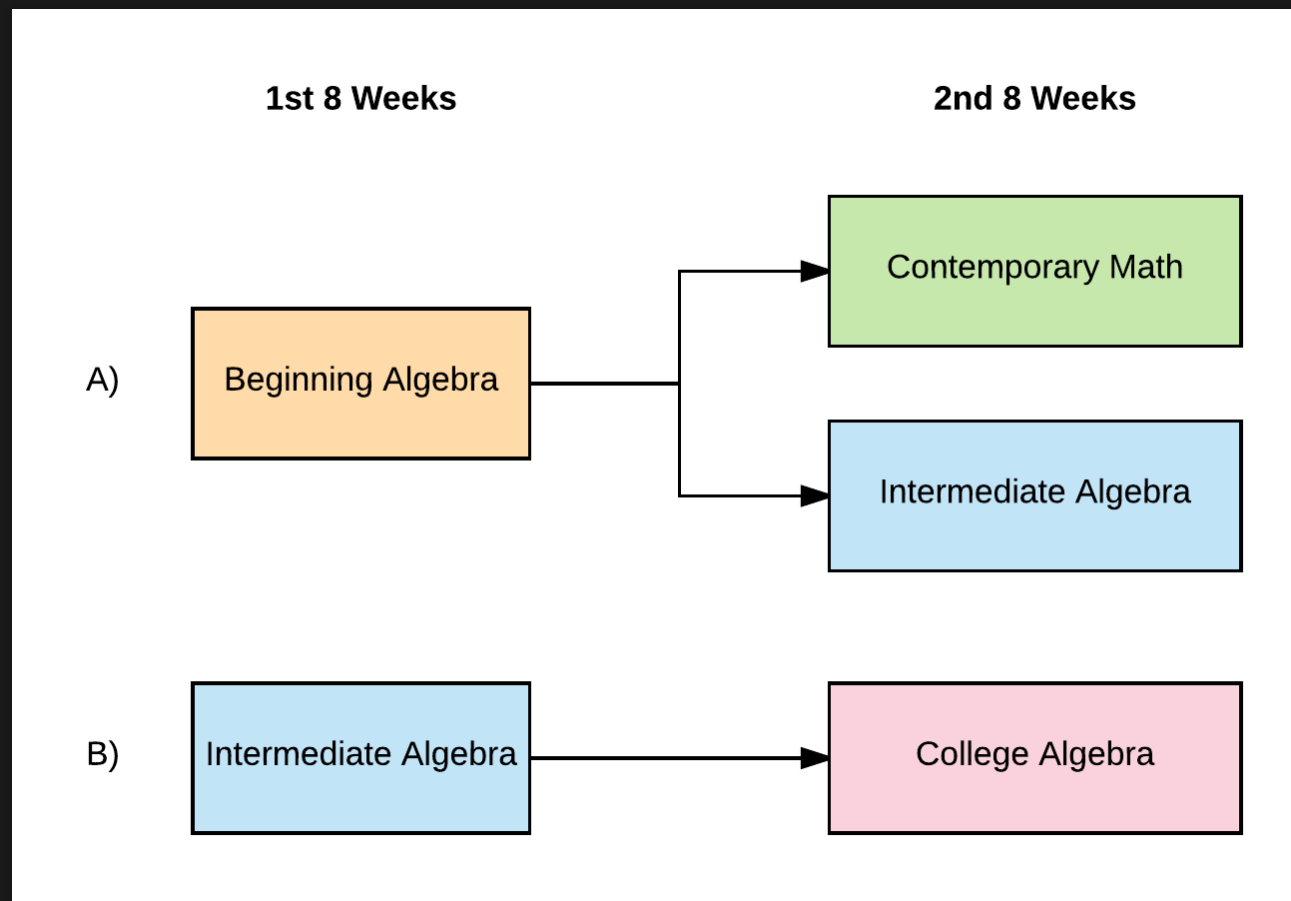 1st 8 Weeks
2nd 8 Weeks
Contemporary Math
A)
Beginning Algebra
Intermediate Algebra
B)
Intermediate Algebra
College Algebra